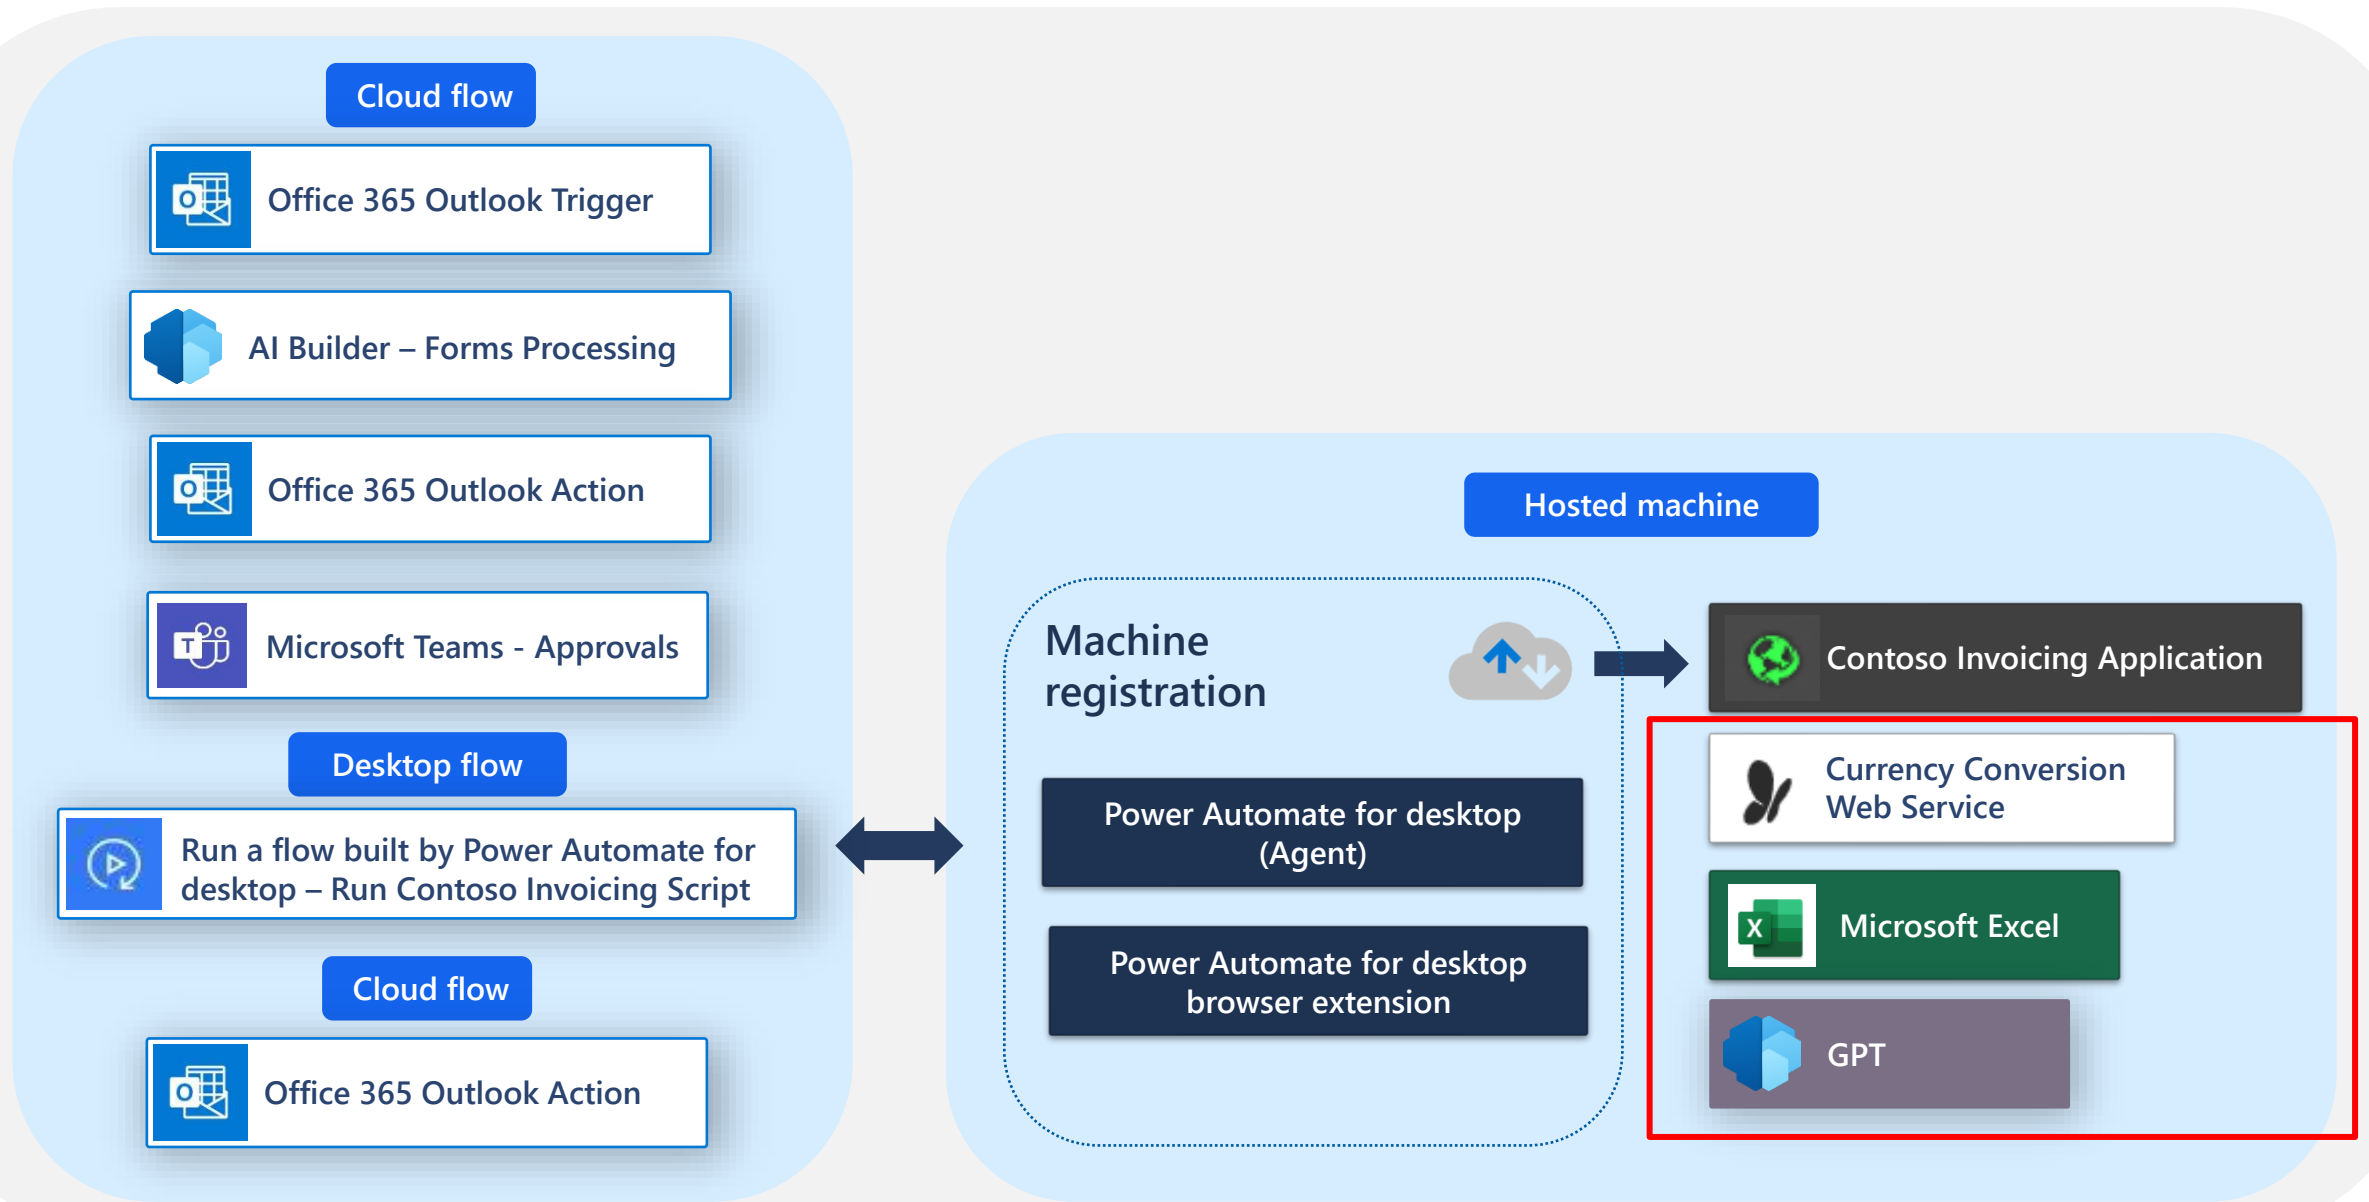 Cloud flow
Office 365 Outlook Trigger
AI Builder – Forms Processing
Office 365 Outlook Action
Microsoft Teams - Approvals
Desktop flow
Run a flow built by Power Automate for
desktop – Run Contoso Invoicing Script
Cloud flow
Office 365 Outlook Action
Hosted machine
Machine
registration
Power Automate for desktop
(Agent)
Power Automate for desktop
browser extension
Contoso Invoicing Application
Currency Conversion
Web Service
Microsoft Excel
GPT